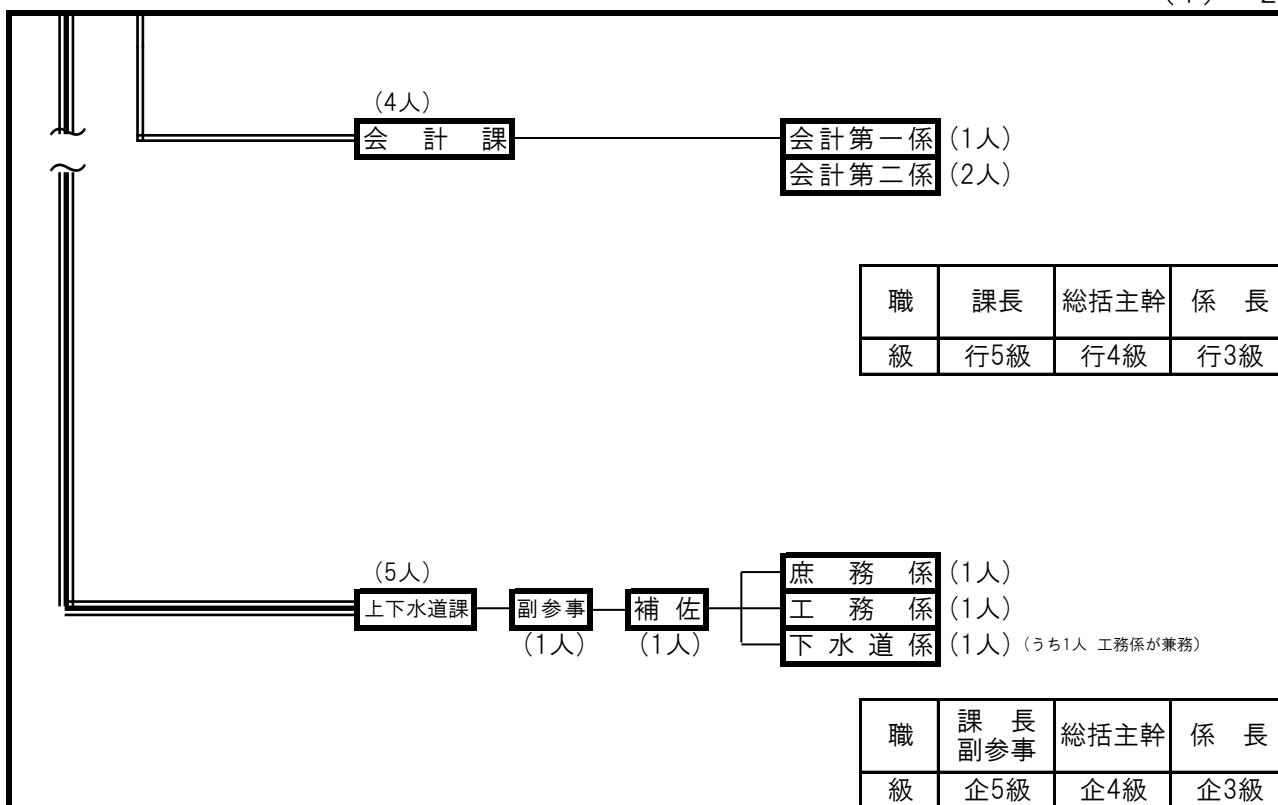 (4人)
会　計　課
会計第一係 (1人)
会計第二係 (2人)
職 課長 総括主幹 係　長
級 行5級 行4級 行3級
(5人)
上下水道課 副参事 補 佐
(1人) (1人)
庶　務　係 (1人)
工　務　係 (1人)
下 水 道 係 (1人) (うち1人 工務係が兼務)
職 課　長 副参事 総括主幹 係　長
級 企5級 企4級 企3級